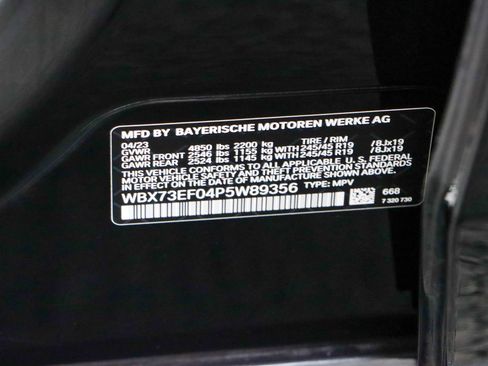 MFD BY BAYERISCHE MOTOREN WERKE AG
04/23
GVWR 4850 lbs 2200 kg TIRE / RIM
GAWR FRONT 2546 lbs 1155 kg WITH 245/45 R19 /8Jx19
GAWR REAR 2524 lbs 1145 kg WITH 245/45 R19 /8Jx19
THIS VEHICLE CONFORMS TO ALL APPLICABLE U.S. FEDERAL
MOTOR VEHICLE SAFETY, BUMPER, AND THEFT PREVENTION
STANDARDS IN EFFECT ON THE DATE OF MANUFACTURE SHOWN ABOVE.
WBX73EF04P5W89356 TYPE: MPV
668
7 320 730